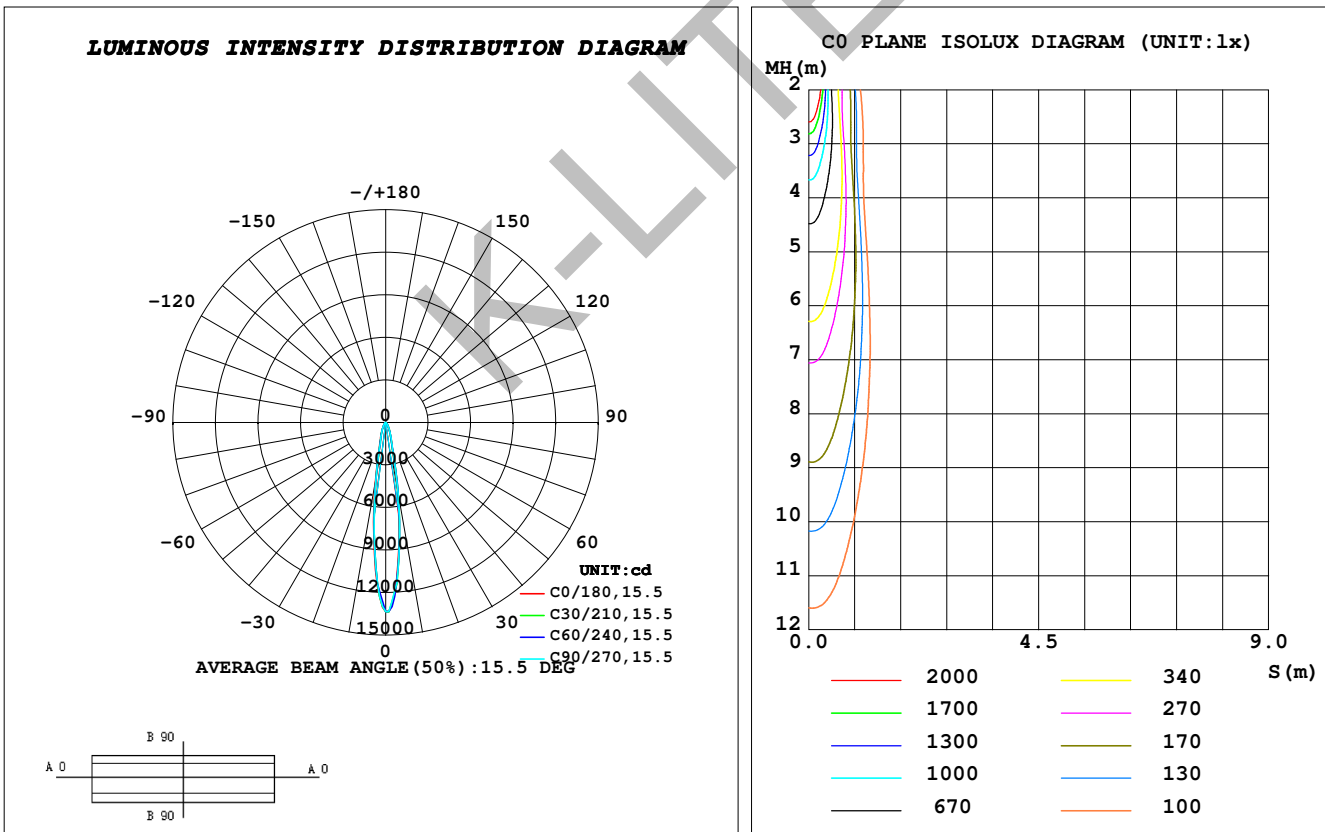 LUMINOUS INTENSITY DISTRIBUTION DIAGRAM
-/+180
-150
150
-120
120
-90
90
-60
60
-30
30
0
0
3000
6000
9000
12000
15000
UNIT:cd
C0/180,15.5
C30/210,15.5
C60/240,15.5
C90/270,15.5
AVERAGE BEAM ANGLE(50%):15.5 DEG
B 90
A 0
A 0
B 90
C0 PLANE ISOLUX DIAGRAM (UNIT:lx)
MH(m)
2
3
4
5
6
7
8
9
10
11
12
0.0
4.5
9.0
S(m)
2000
340
1700
270
1300
170
1000
130
670
100
K-LITE